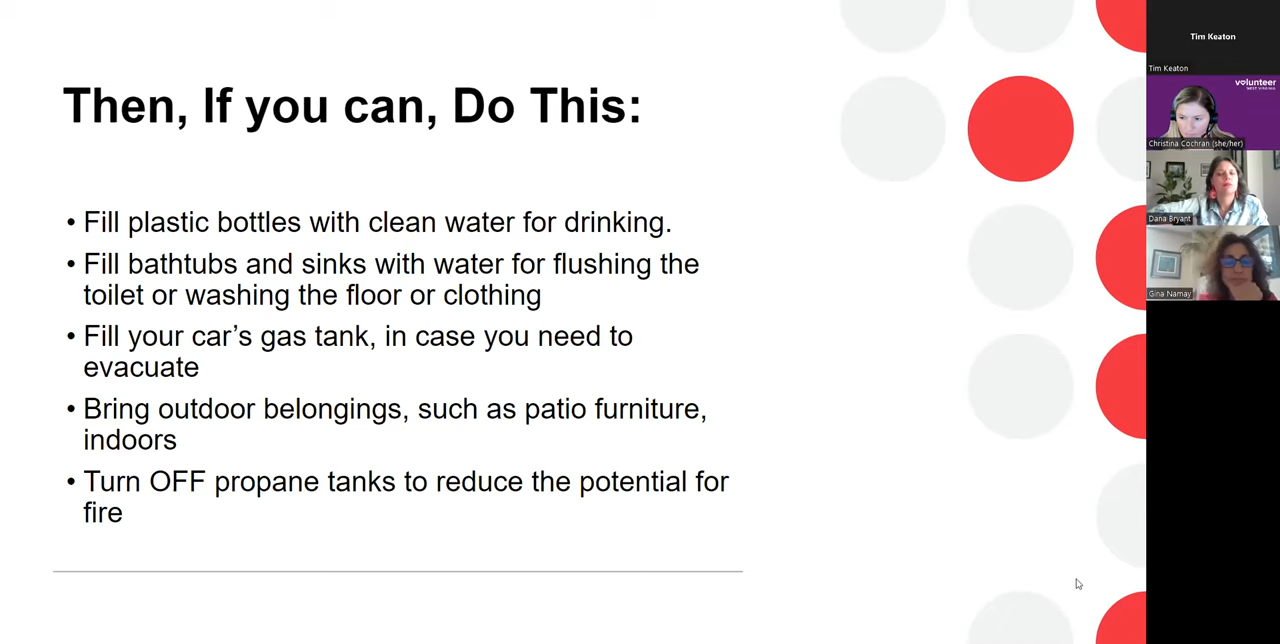 Then, If you can, Do This:
• Fill plastic bottles with clean water for drinking.
• Fill bathtubs and sinks with water for flushing the
toilet or washing the floor or clothing
• Fill your car’s gas tank, in case you need to
evacuate
• Bring outdoor belongings, such as patio furniture,
indoors
• Turn OFF propane tanks to reduce the potential for
fire
Tim Keaton
Tim Keaton
volunteer
WEST VIRGINIA
Christina Cochran (she/her)
Dana Bryant
Gina Namay